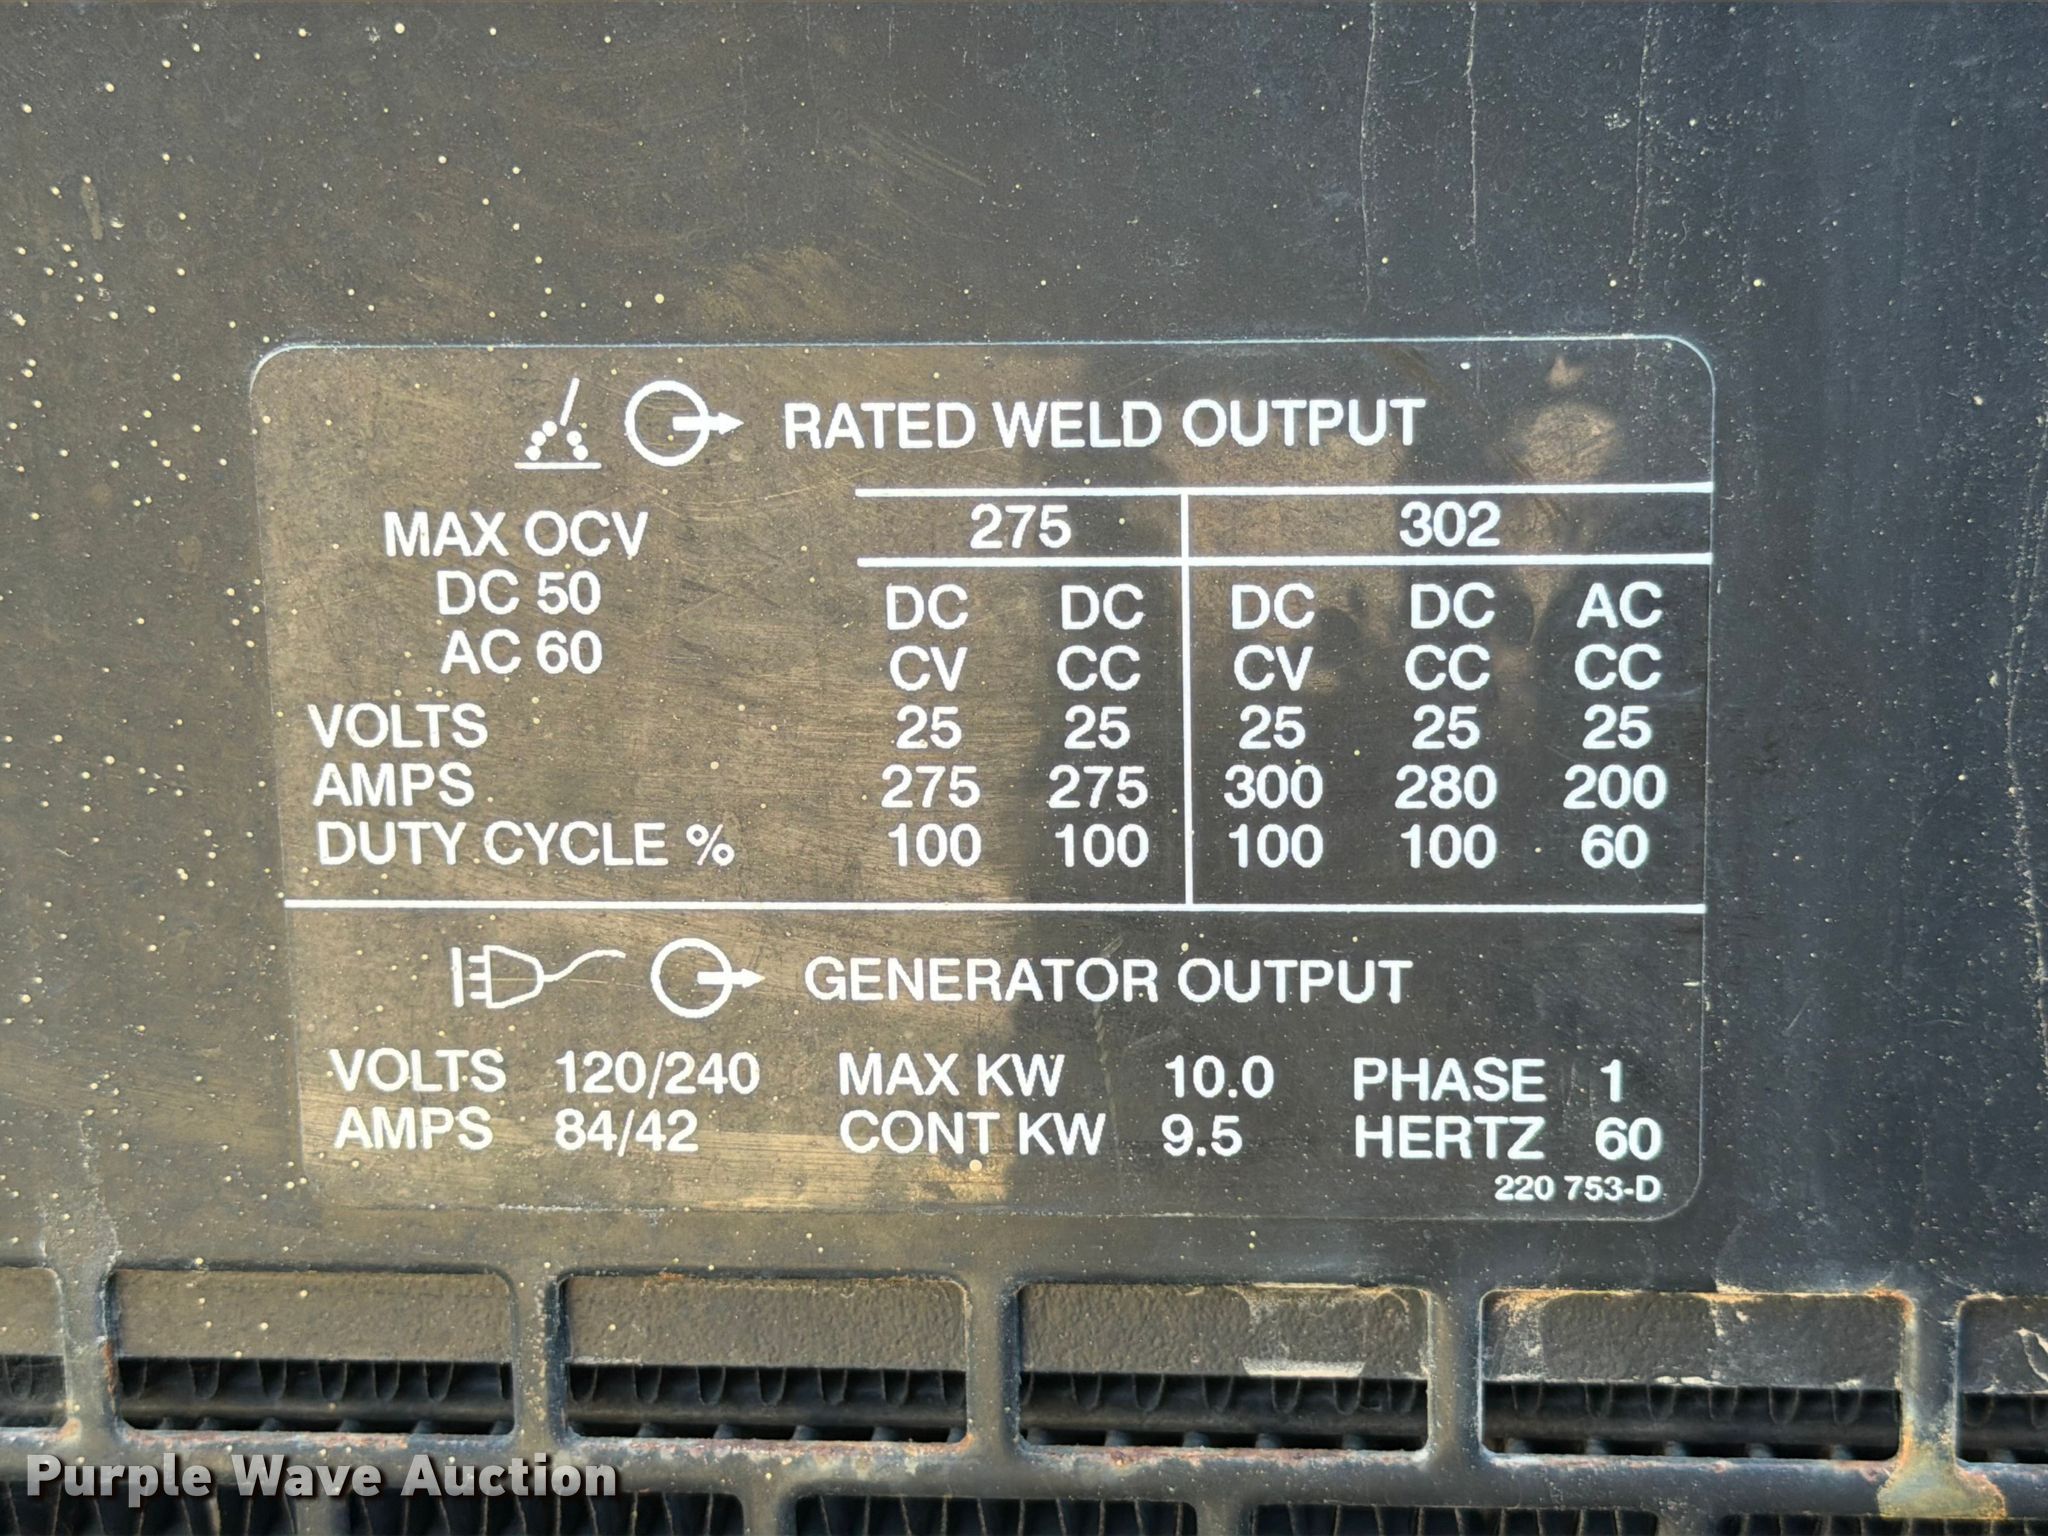 RATED WELD OUTPUT
275 302
MAX OCV
DC 50
AC 60
DC DC DC DC AC
CV CC CV CC CC
VOLTS 25 25 25 25 25
AMPS 275 275 300 280 200
DUTY CYCLE % 100 100 100 100 60
GENERATOR OUTPUT
VOLTS 120/240 MAX KW 10.0 PHASE 1
AMPS 84/42 CONT KW 9.5 HERTZ 60
220 753-D
Purple Wave Auction